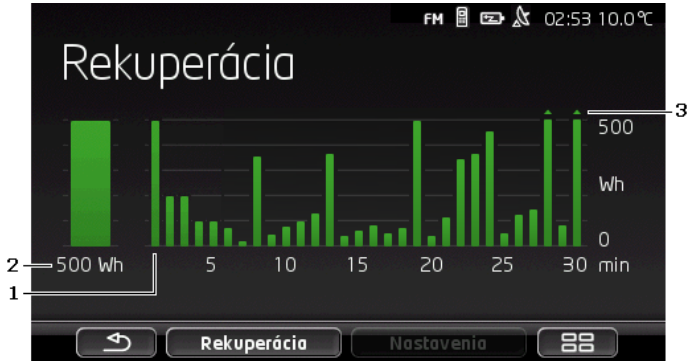 FM 02:53 10.0°C
Rekuperácia
3
500
Wh
0
2 500 Wh 5 10 15 20 25 30 min
1
Rekuperácia Nastavenia